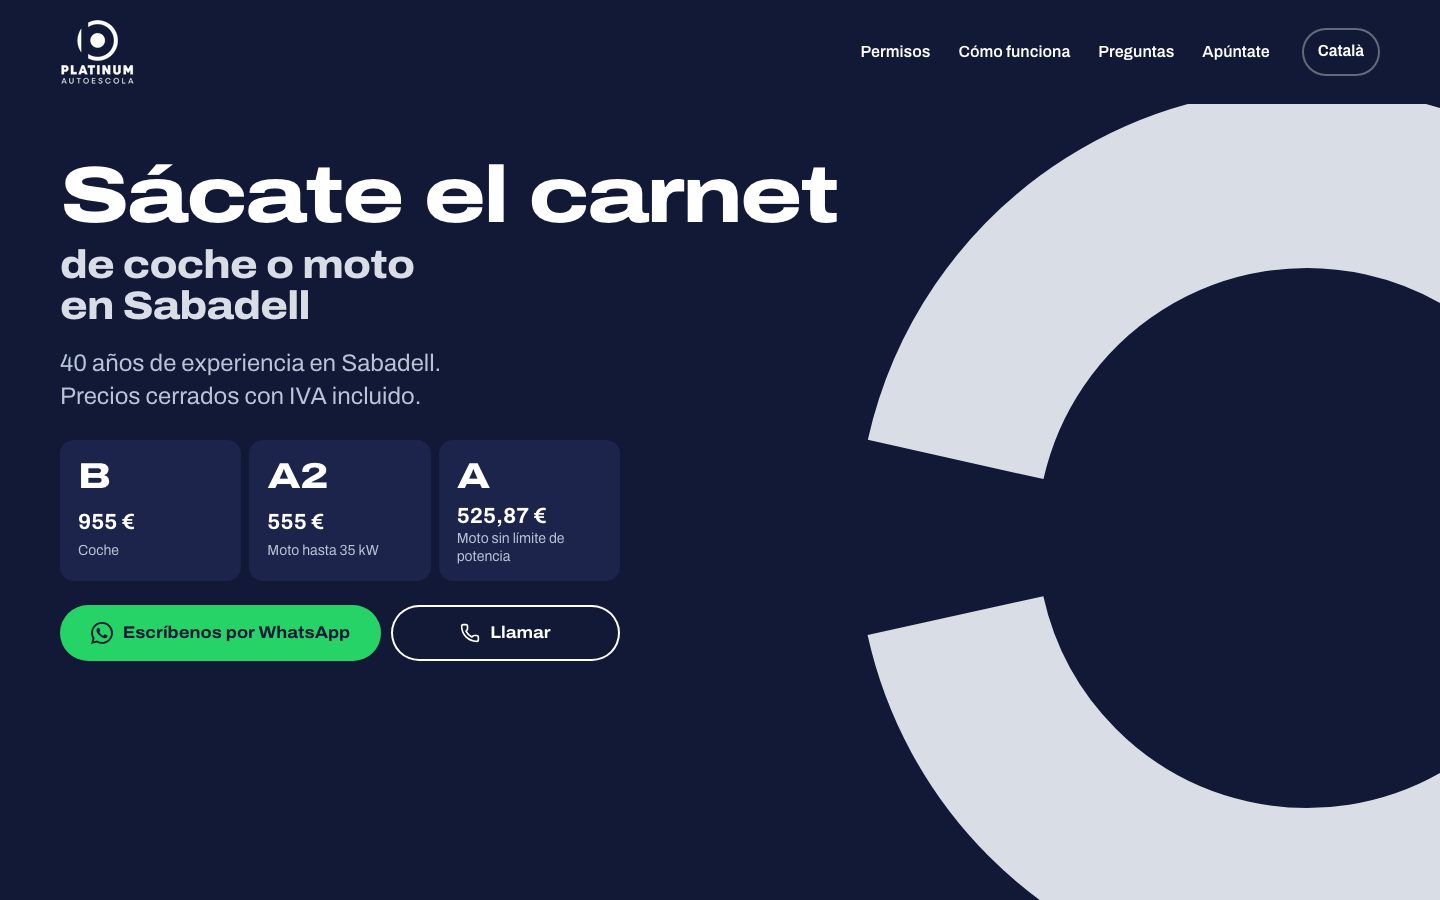 PLATINUM
AUTOESCOLA
Permisos
Cómo funciona
Preguntas
Apúntate
Català
Sácate el carnet
de coche o moto
en Sabadell
40 años de experiencia en Sabadell.
Precios cerrados con IVA incluido.
B
955 €
Coche
A2
555 €
Moto hasta 35 kW
A
525,87 €
Moto sin límite de
potencia
Escríbenos por WhatsApp
Llamar